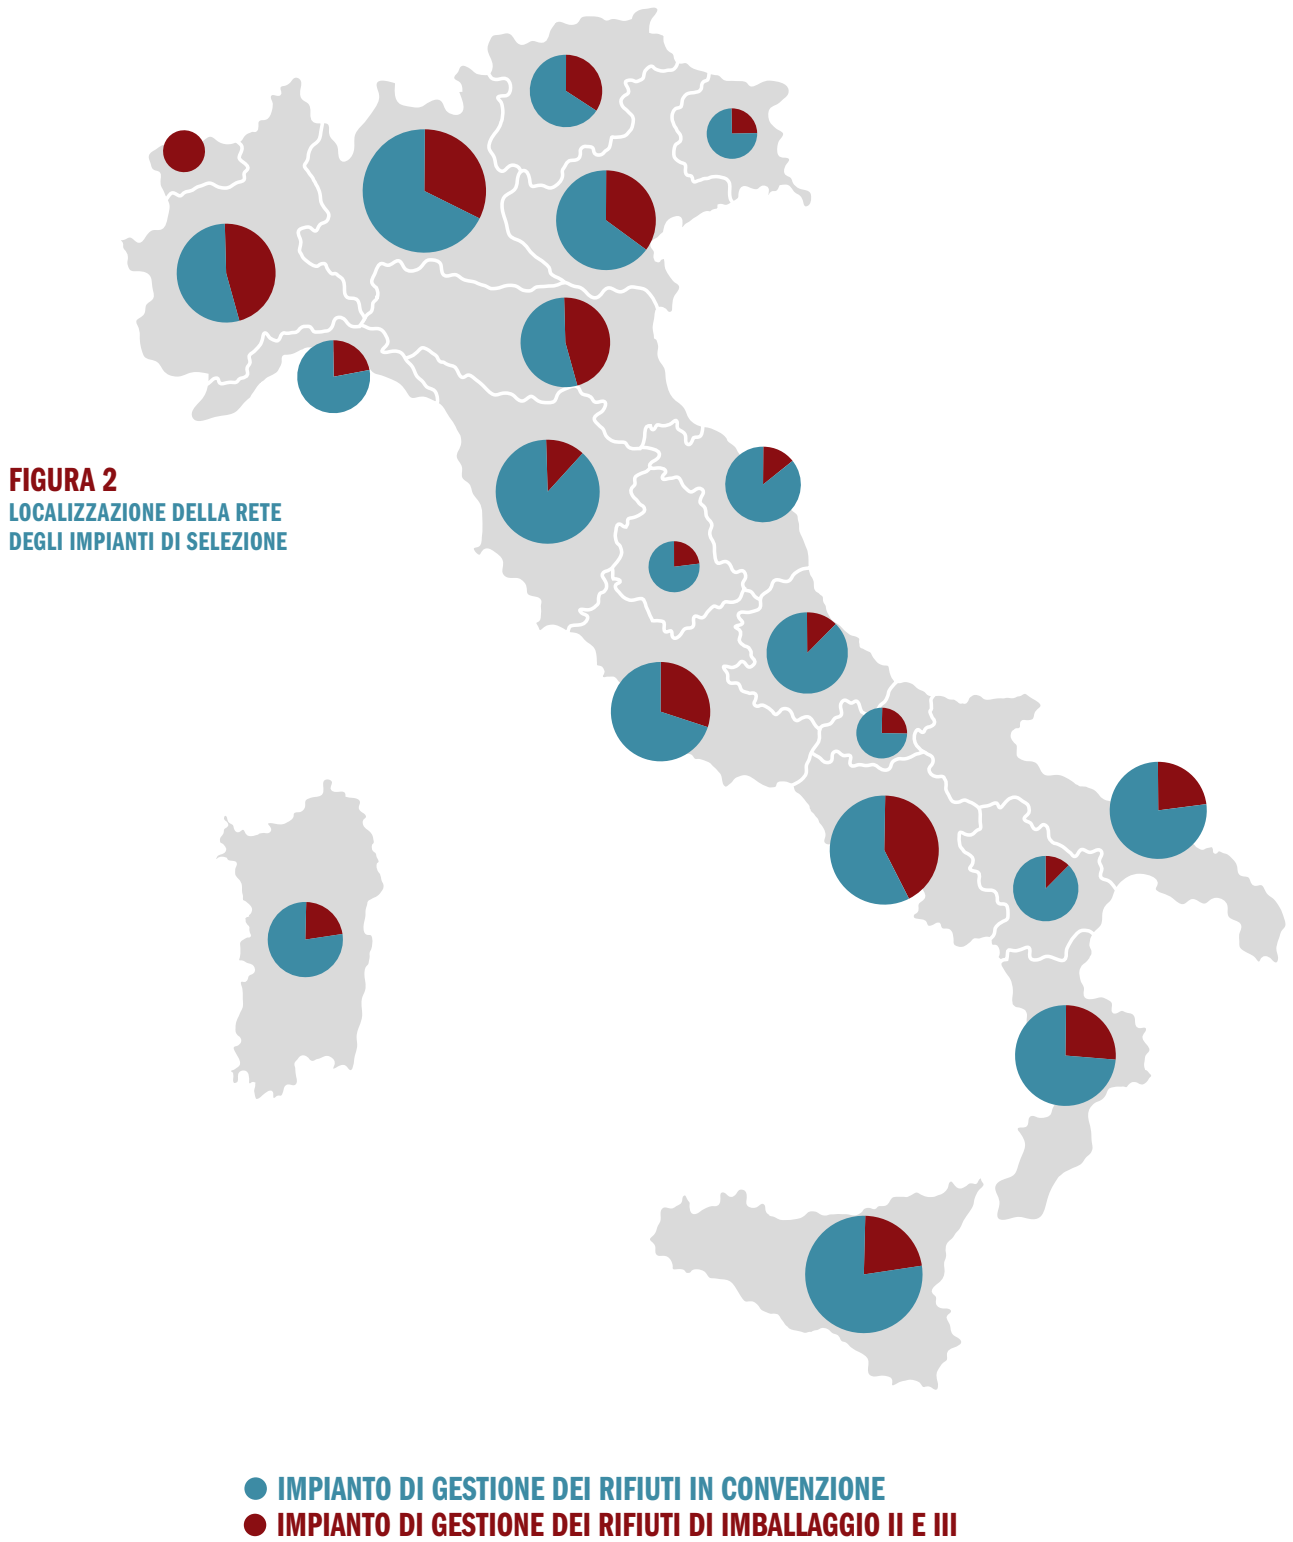 FIGURA 2
LOCALIZZAZIONE DELLA RETE
DEGLI IMPIANTI DI SELEZIONE
IMPIANTO DI GESTIONE DEI RIFIUTI IN CONVENZIONE
IMPIANTO DI GESTIONE DEI RIFIUTI DI IMBALLAGGIO II E III